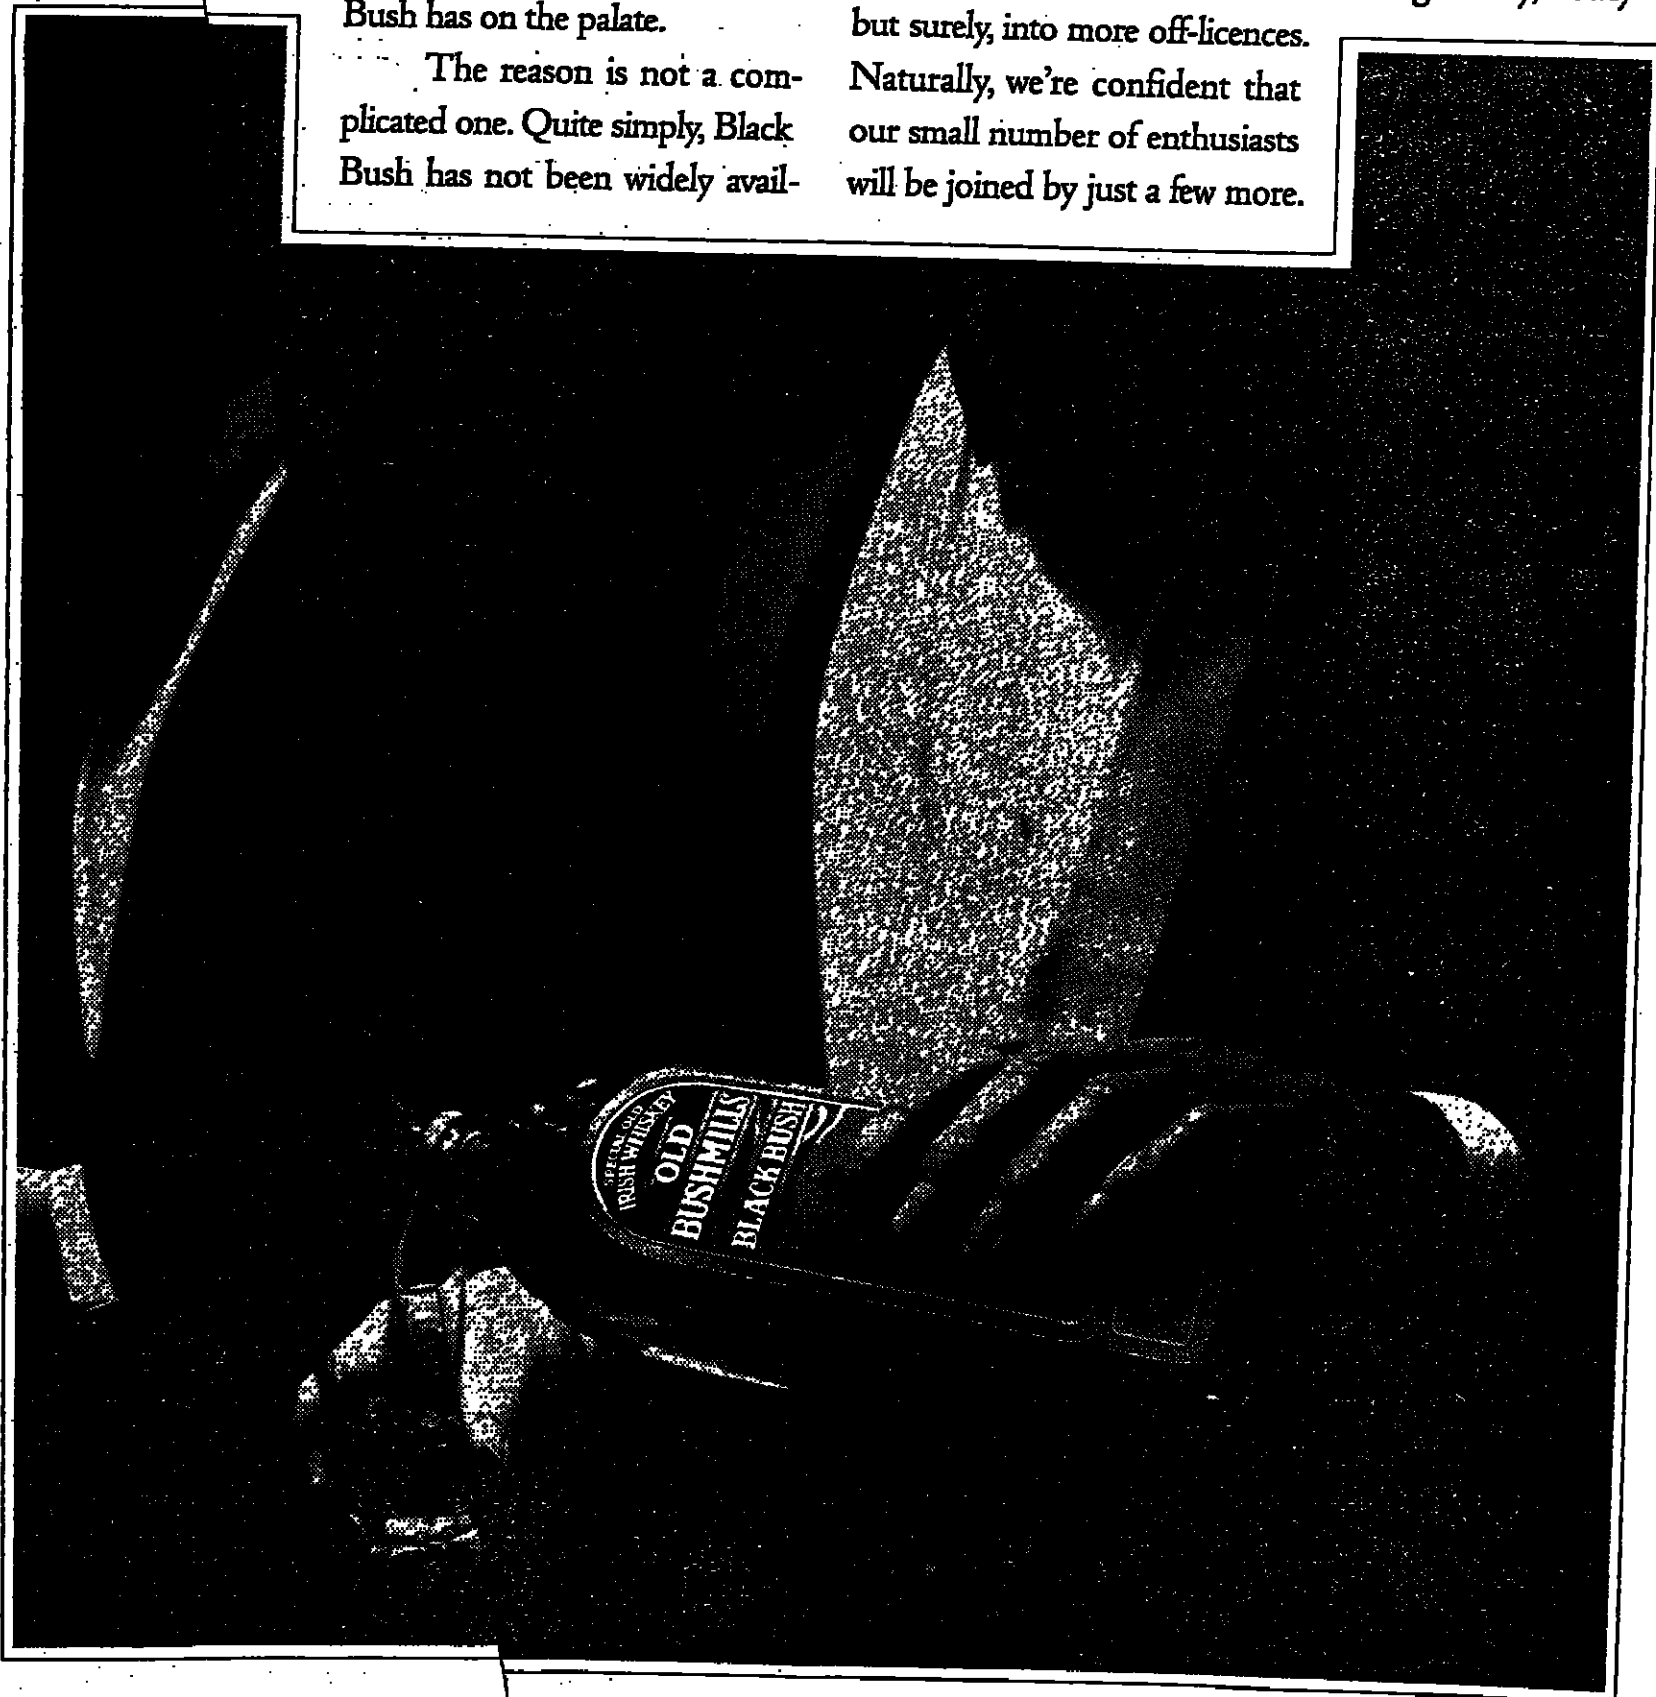 Bush has on the palate.
The reason is not a com-
plicated one. Quite simply, Black
Bush has not been widely avail-
but surely, into more off-licences.
Naturally, we're confident that
our small number of enthusiasts
will be joined by just a few more.
SPECIAL OLD
IRISH WHISKEY
OLD
BUSHMILLS
BLACK BUSH